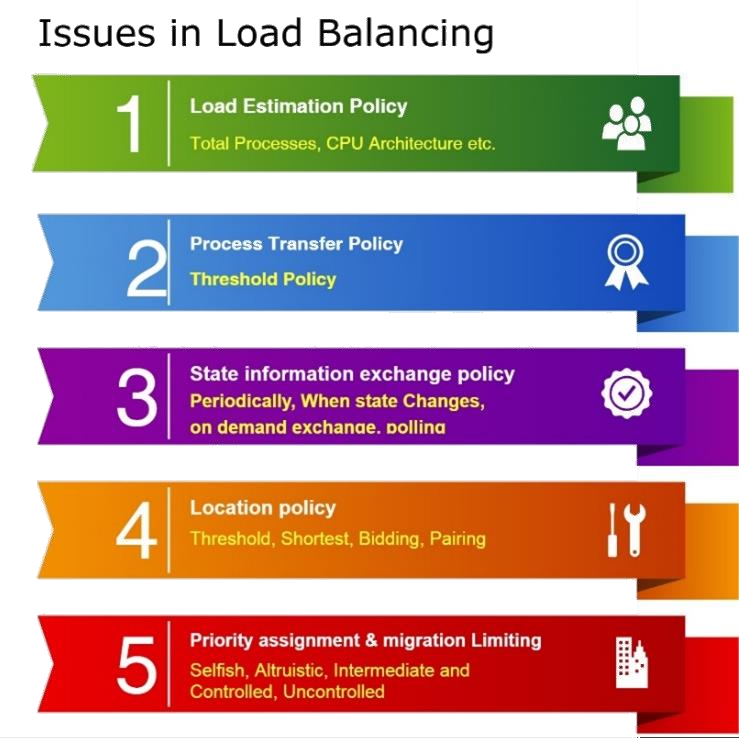 Issues in Load Balancing
1
Load Estimation Policy
Total Processes, CPU Architecture etc.
2
Process Transfer Policy
Threshold Policy
3
State information exchange policy
Periodically, When state Changes,
on demand exchange. polling
4
Location policy
Threshold, Shortest, Bidding, Pairing
5
Priority assignment & migration Limiting
Selfish, Altruistic, Intermediate and
Controlled, Uncontrolled